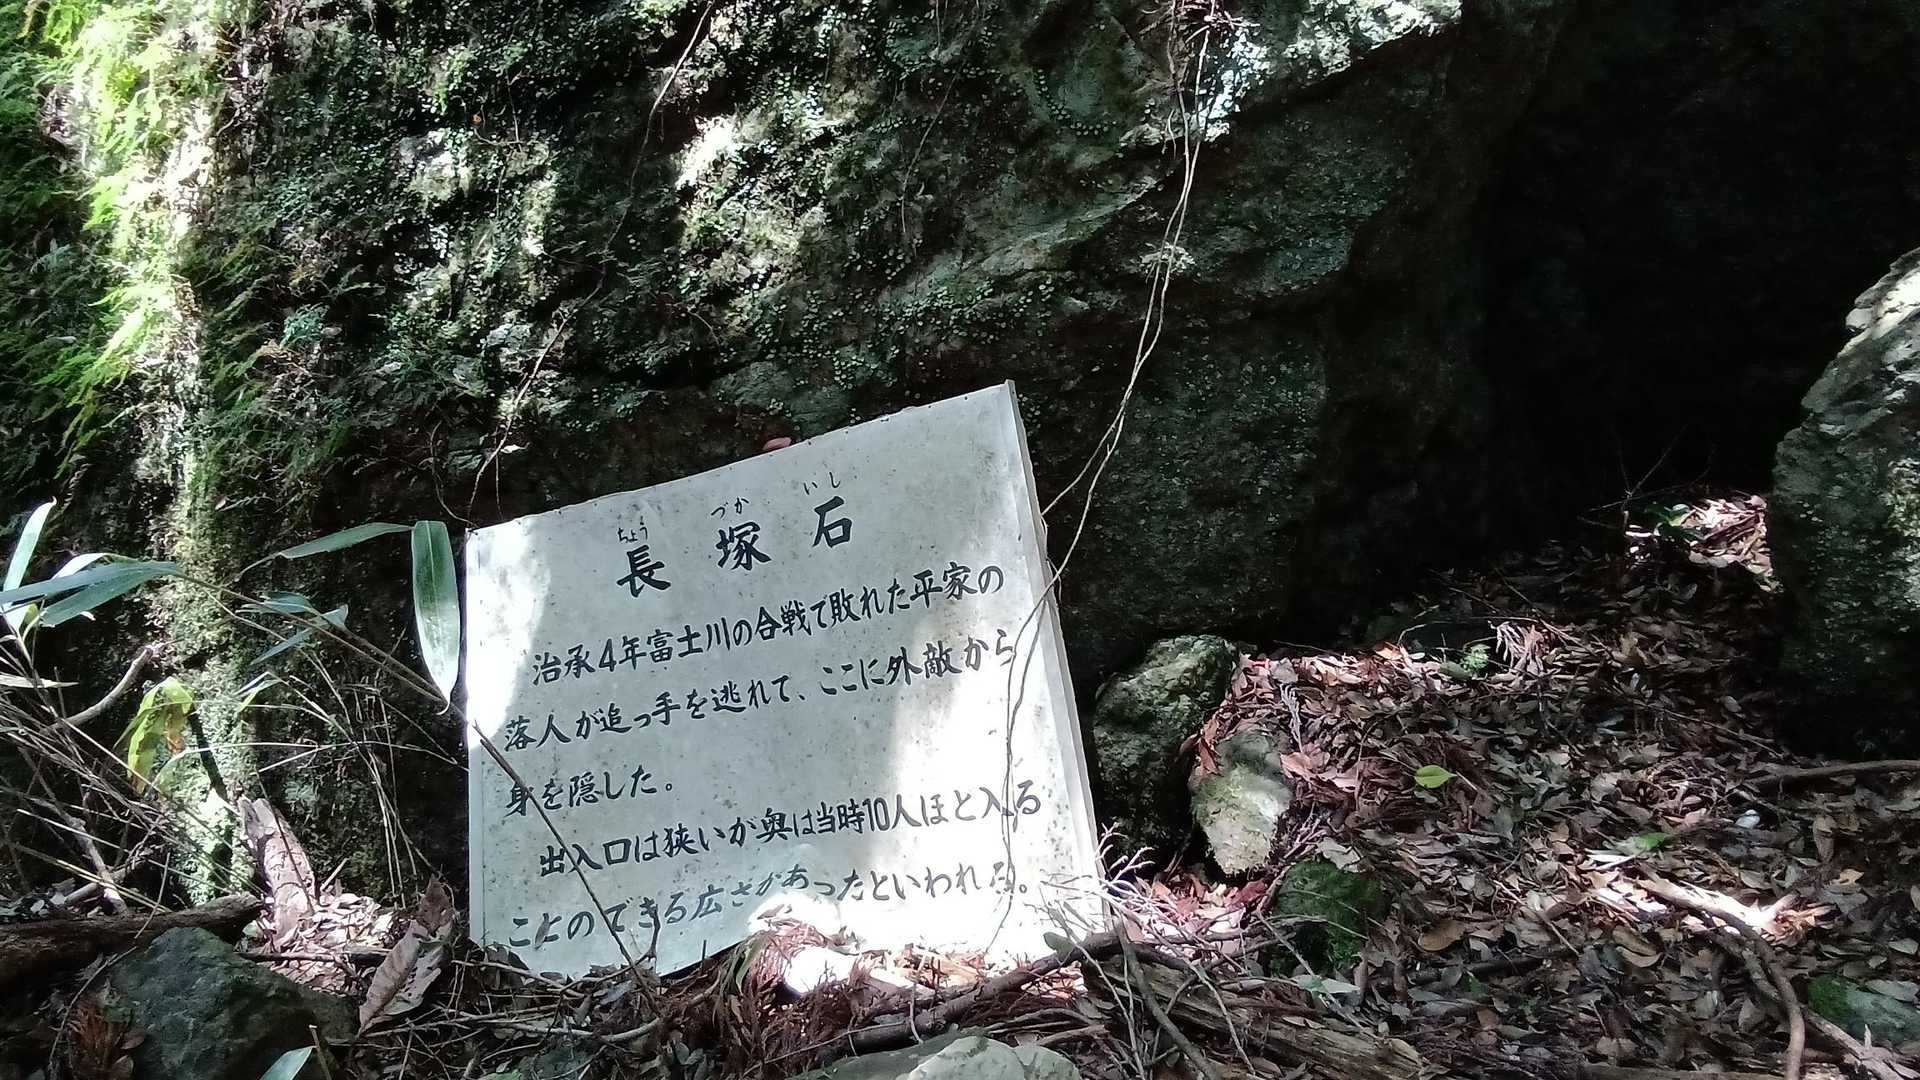 ちょう づか いし
長塚石
治承4年富士川の合戦で敗れた平家の
落人が追っ手を逃れて、ここに外敵から
身を隠した。
出入口は狭いが奥は当時10人ほど入る
ことのできる広さがあったといわれる。